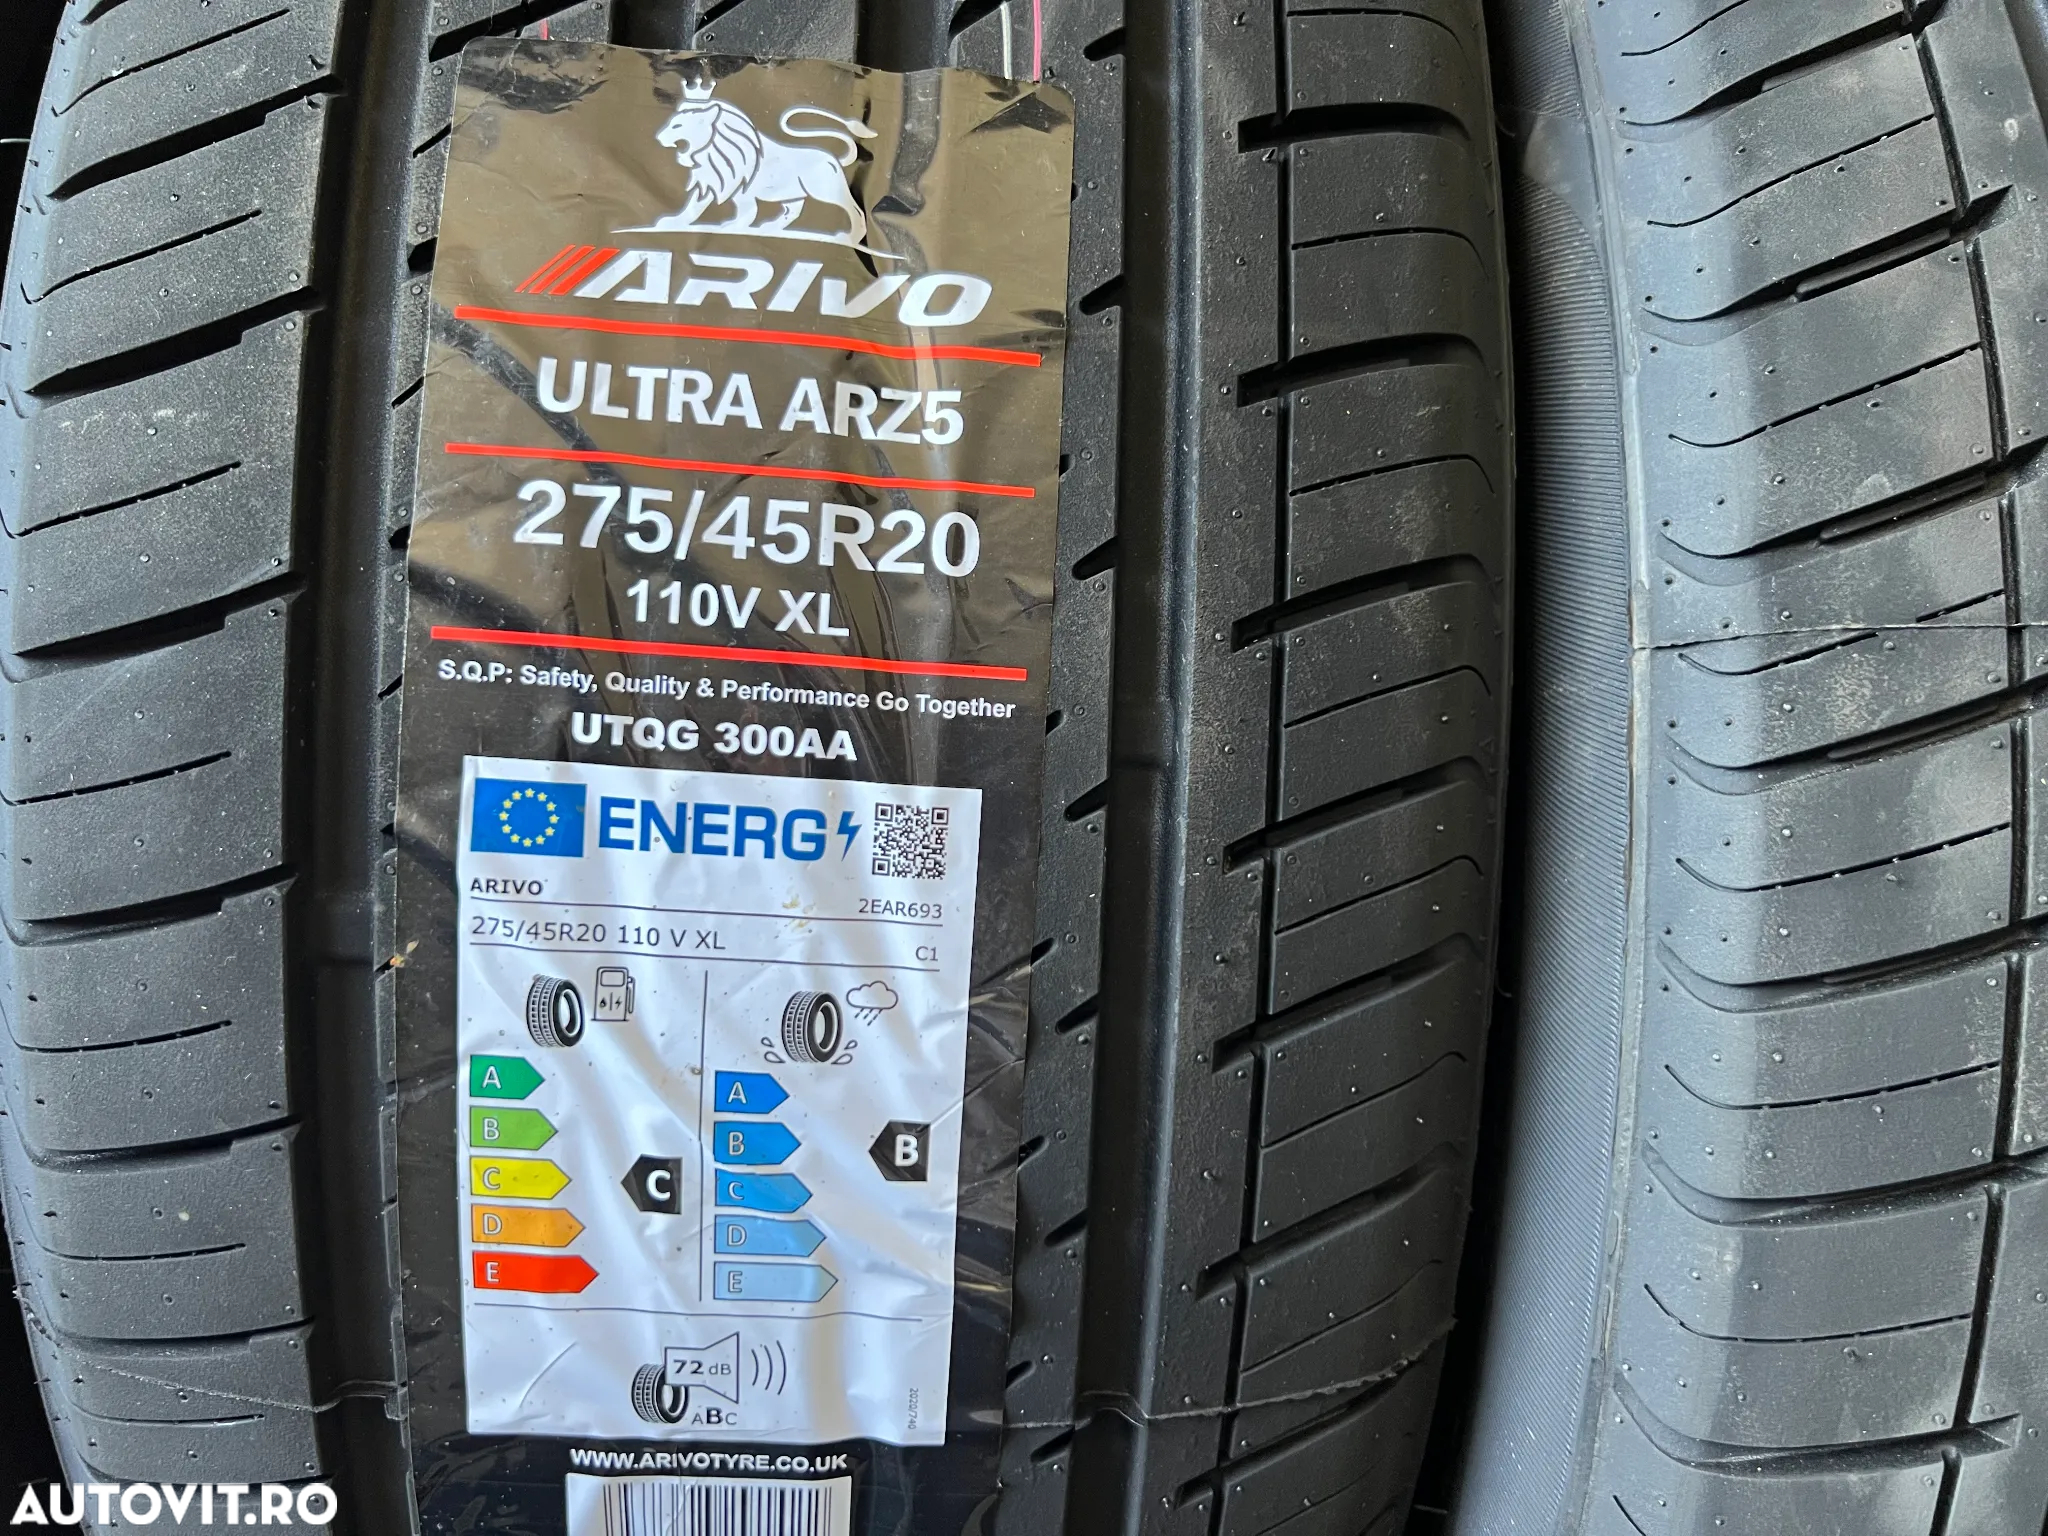 ARIVO
ULTRA ARZ5
275/45R20
110V XL
S.Q.P: Safety, Quality & Performance Go Together
UTQG 300AA
ENERG
ARIVO
2EAR693
275/45R20 110 V XL
C1
A
B
C
D
E
C
A
B
C
D
E
B
72 dB
ABC
2020/740
WWW.ARIVOTYRE.CO.UK
AUTOVIT.RO